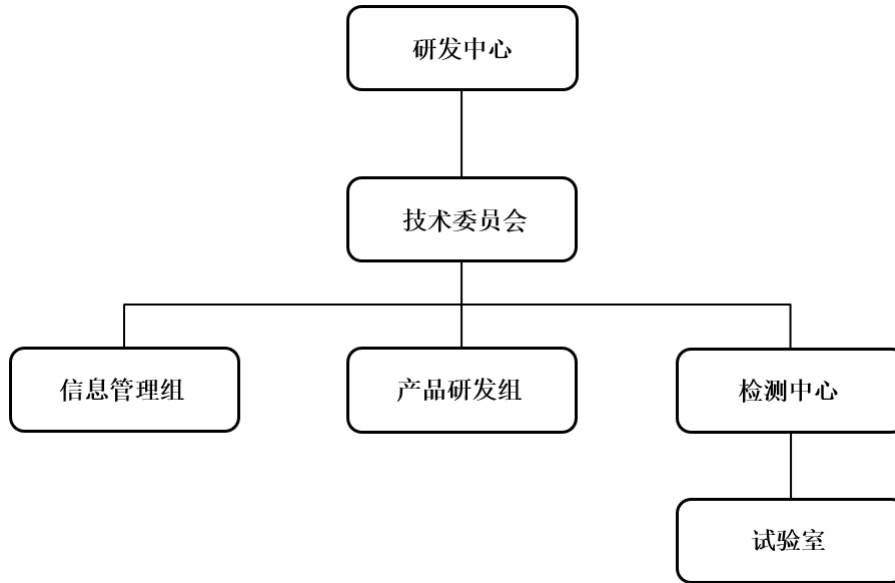 研发中心
技术委员会
信息管理组
产品研发组
检测中心
试验室